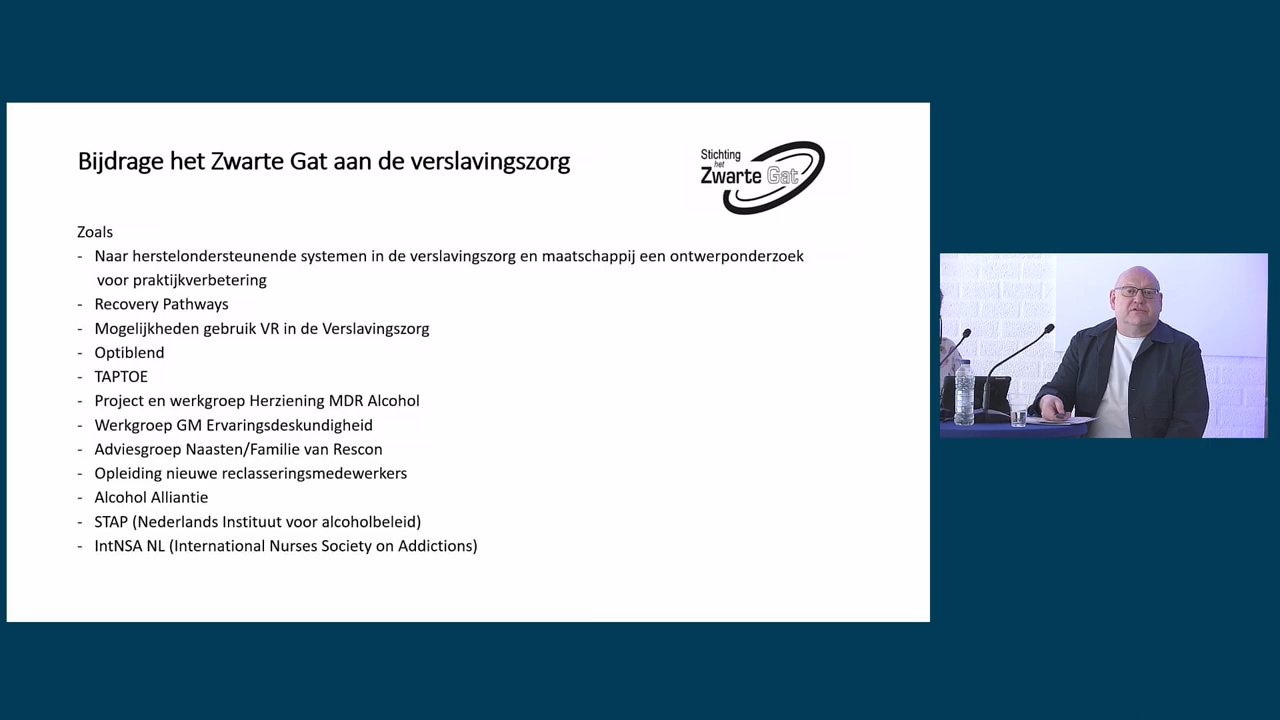 Bijdrage het Zwarte Gat aan de verslavingszorg
Stichting
het
Zwarte Gat
Zoals
- Naar herstelondersteunende systemen in de verslavingszorg en maatschappij een ontwerponderzoek
voor praktijkverbetering
- Recovery Pathways
- Mogelijkheden gebruik VR in de Verslavingszorg
- Optiblend
- TAPTOE
- Project en werkgroep Herziening MDR Alcohol
- Werkgroep GM Ervaringsdeskundigheid
- Adviesgroep Naasten/Familie van Rescon
- Opleiding nieuwe reclasseringsmedewerkers
- Alcohol Alliantie
- STAP (Nederlands Instituut voor alcoholbeleid)
- IntNSA NL (International Nurses Society on Addictions)